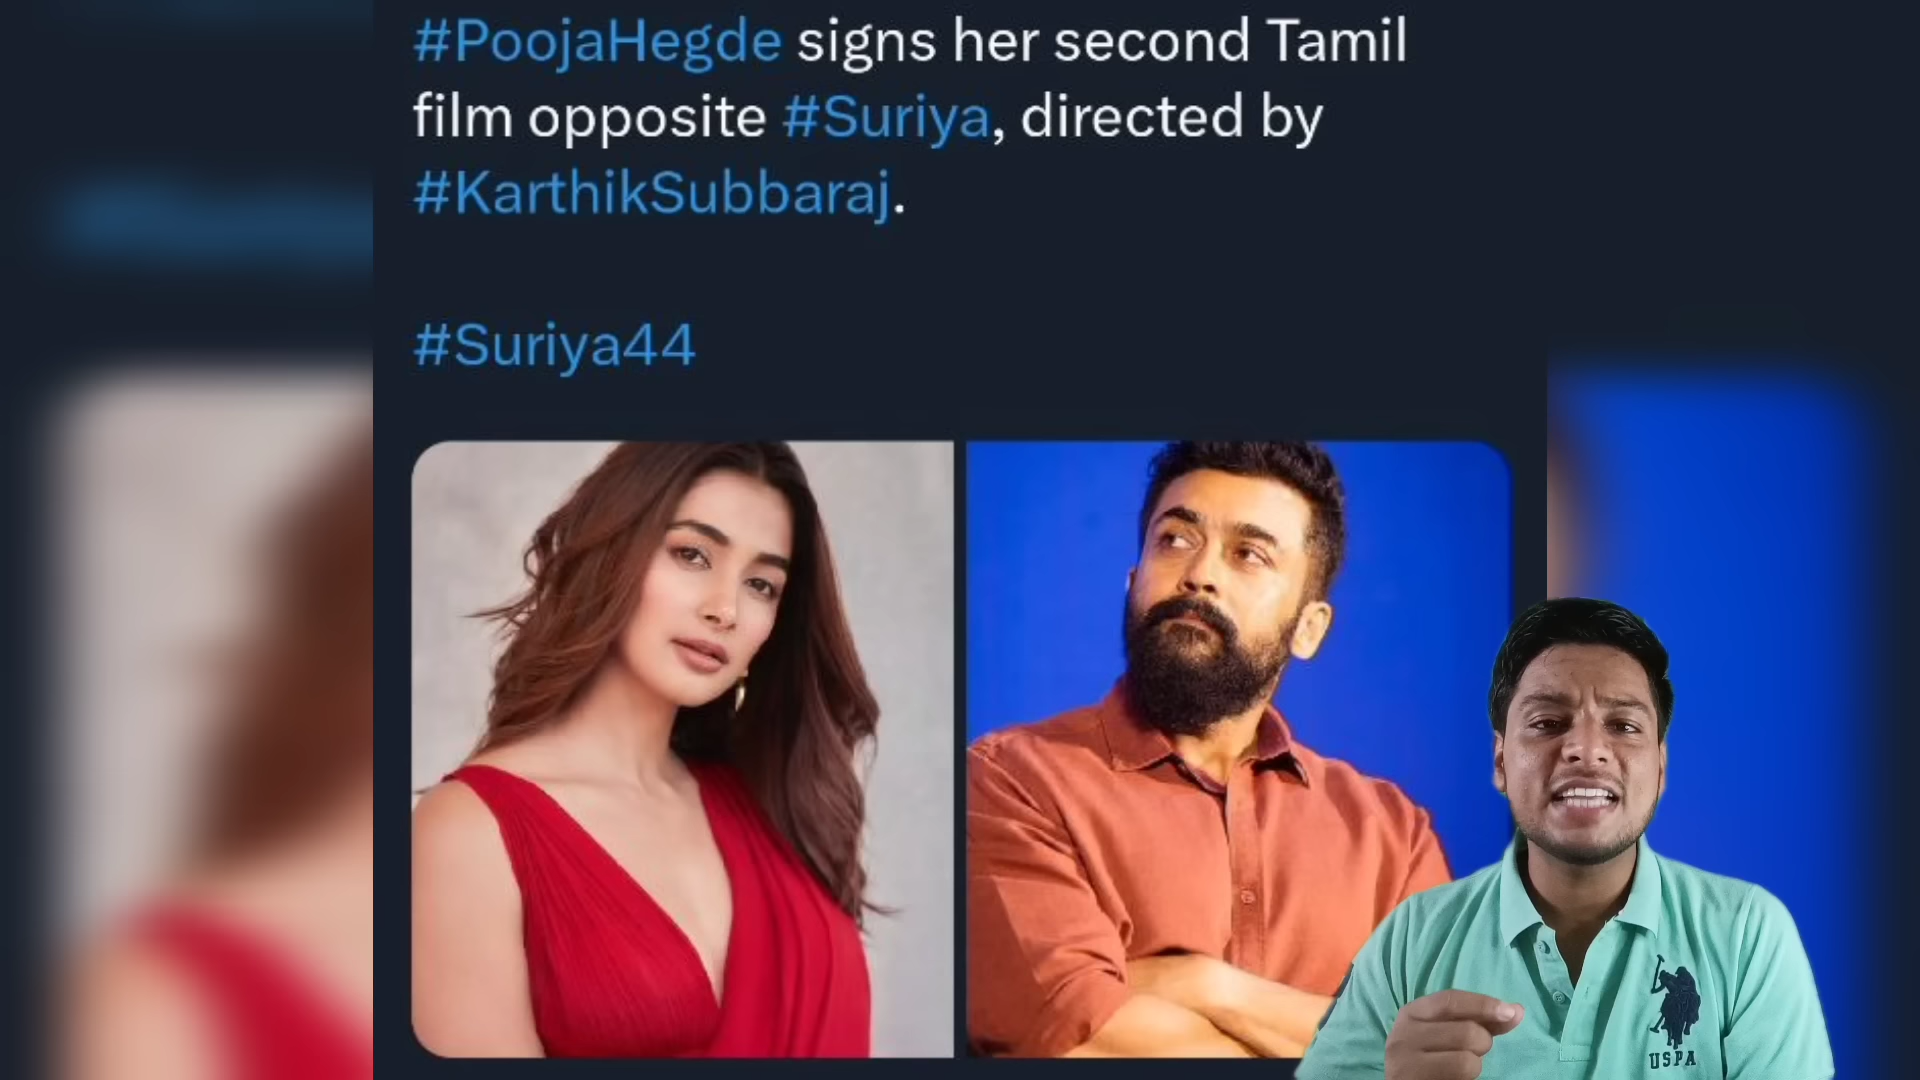 #PoojaHegde signs her second Tamil
film opposite #Suriya, directed by
#KarthikSubbaraj.
#Suriya44
USPA